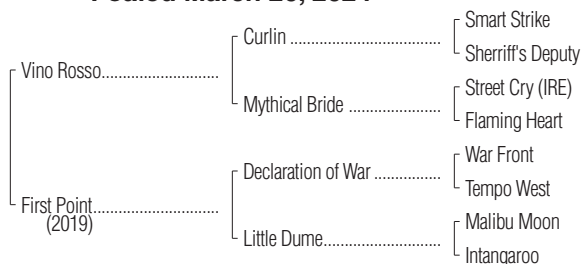 Foaled March 2024
Smart Strike
Curlin
Sherriff's Deputy
Vino Rosso
Street Cry (IRE)
Mythical Bride
Flaming Heart
War Front
Declaration of War
Tempo West
First Point
(2019)
Malibu Moon
Little Dume
Intangaroo